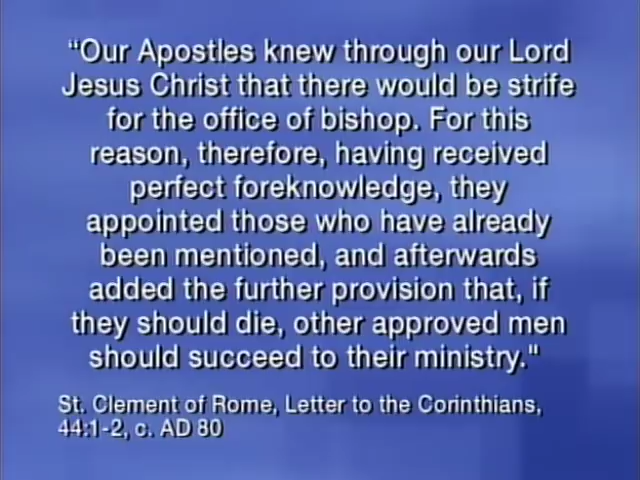 “Our Apostles knew through our Lord
Jesus Christ that there would be strife
for the office of bishop. For this
reason, therefore, having received
perfect foreknowledge, they
appointed those who have already
been mentioned, and afterwards
added the further provision that, if
they should die, other approved men
should succeed to their ministry."
St. Clement of Rome, Letter to the Corinthians,
44:1-2, c. AD 80